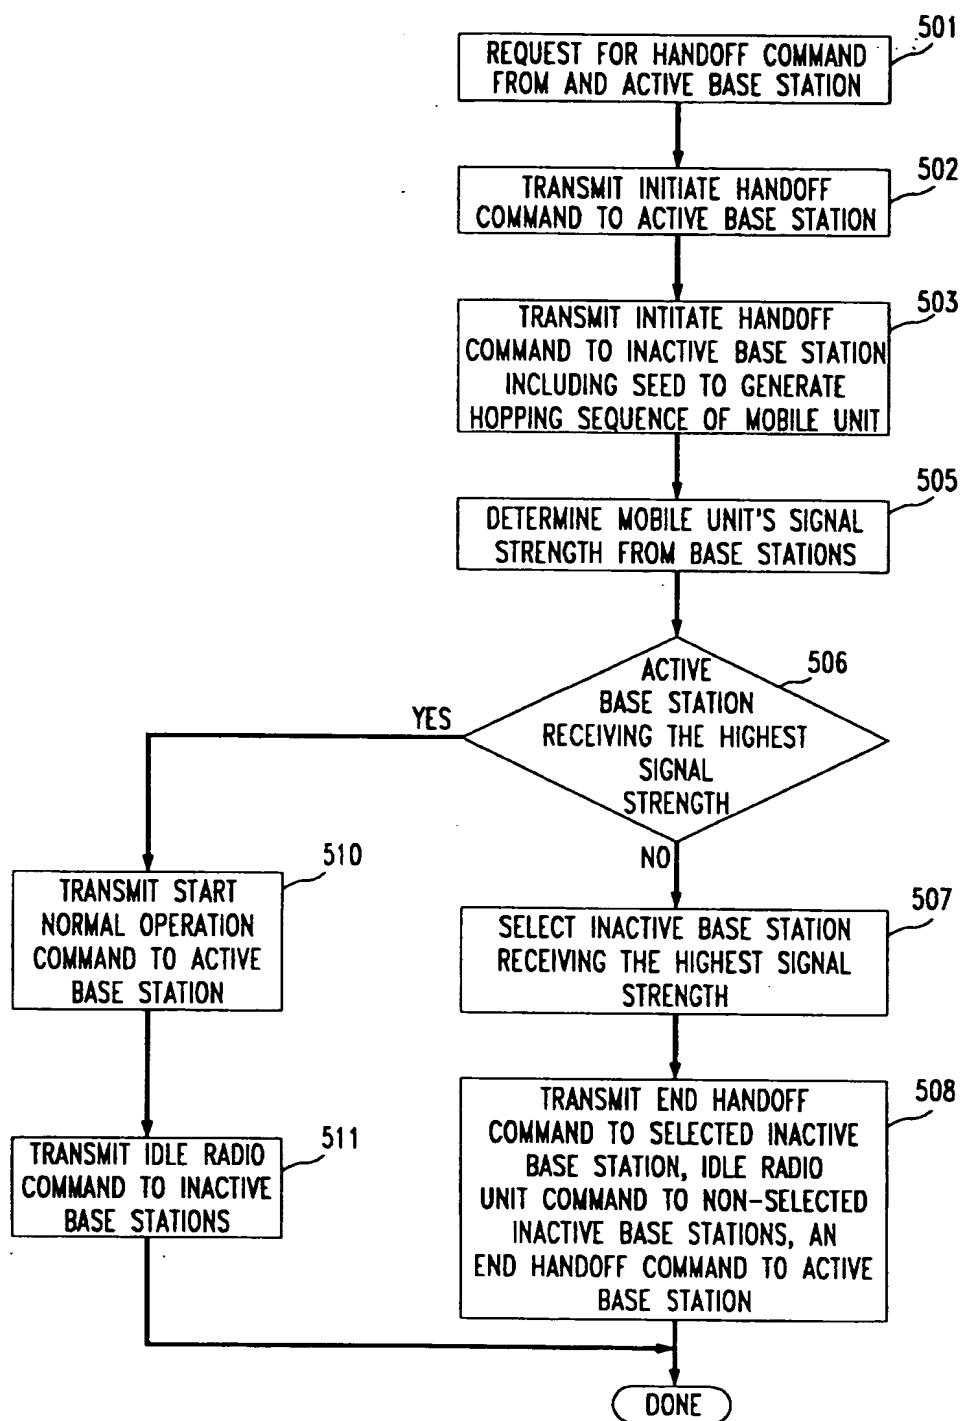 501
REQUEST FOR HANDOFF COMMAND
FROM AND ACTIVE BASE STATION
502
TRANSMIT INITIATE HANDOFF
COMMAND TO ACTIVE BASE STATION
503
TRANSMIT INTITATE HANDOFF
COMMAND TO INACTIVE BASE STATION
INCLUDING SEED TO GENERATE
HOPPING SEQUENCE OF MOBILE UNIT
505
DETERMINE MOBILE UNIT'S SIGNAL
STRENGTH FROM BASE STATIONS
506
ACTIVE
BASE STATION
RECEIVING THE HIGHEST
SIGNAL
STRENGTH
YES
NO
510
TRANSMIT START
NORMAL OPERATION
COMMAND TO ACTIVE
BASE STATION
511
TRANSMIT IDLE RADIO
COMMAND TO INACTIVE
BASE STATIONS
507
SELECT INACTIVE BASE STATION
RECEIVING THE HIGHEST SIGNAL
STRENGTH
508
TRANSMIT END HANDOFF
COMMAND TO SELECTED INACTIVE
BASE STATION, IDLE RADIO
UNIT COMMAND TO NON-SELECTED
INACTIVE BASE STATIONS, AN
END HANDOFF COMMAND TO ACTIVE
BASE STATION
DONE